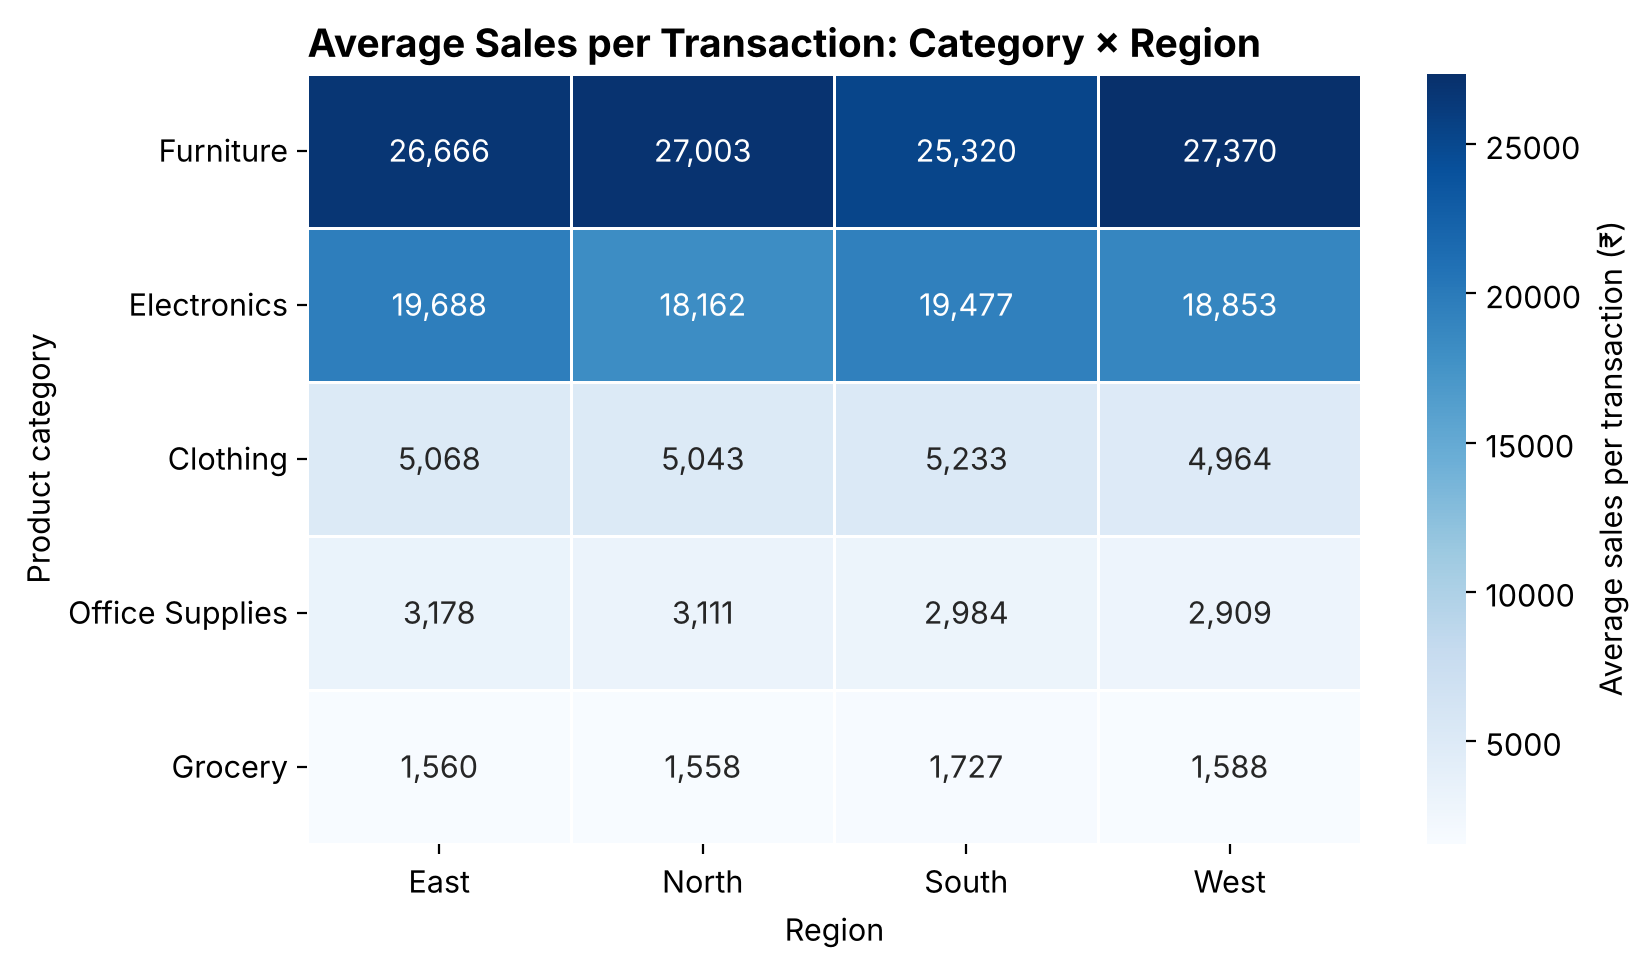 Average Sales per Transaction: Category × Region
Furniture 26,666 27,003 25,320 27,370
Electronics 19,688 18,162 19,477 18,853
Clothing 5,068 5,043 5,233 4,964
Office Supplies 3,178 3,111 2,984 2,909
Grocery 1,560 1,558 1,727 1,588
East North South West
Region
Product category
25000
20000
15000
10000
5000
Average sales per transaction (₹)